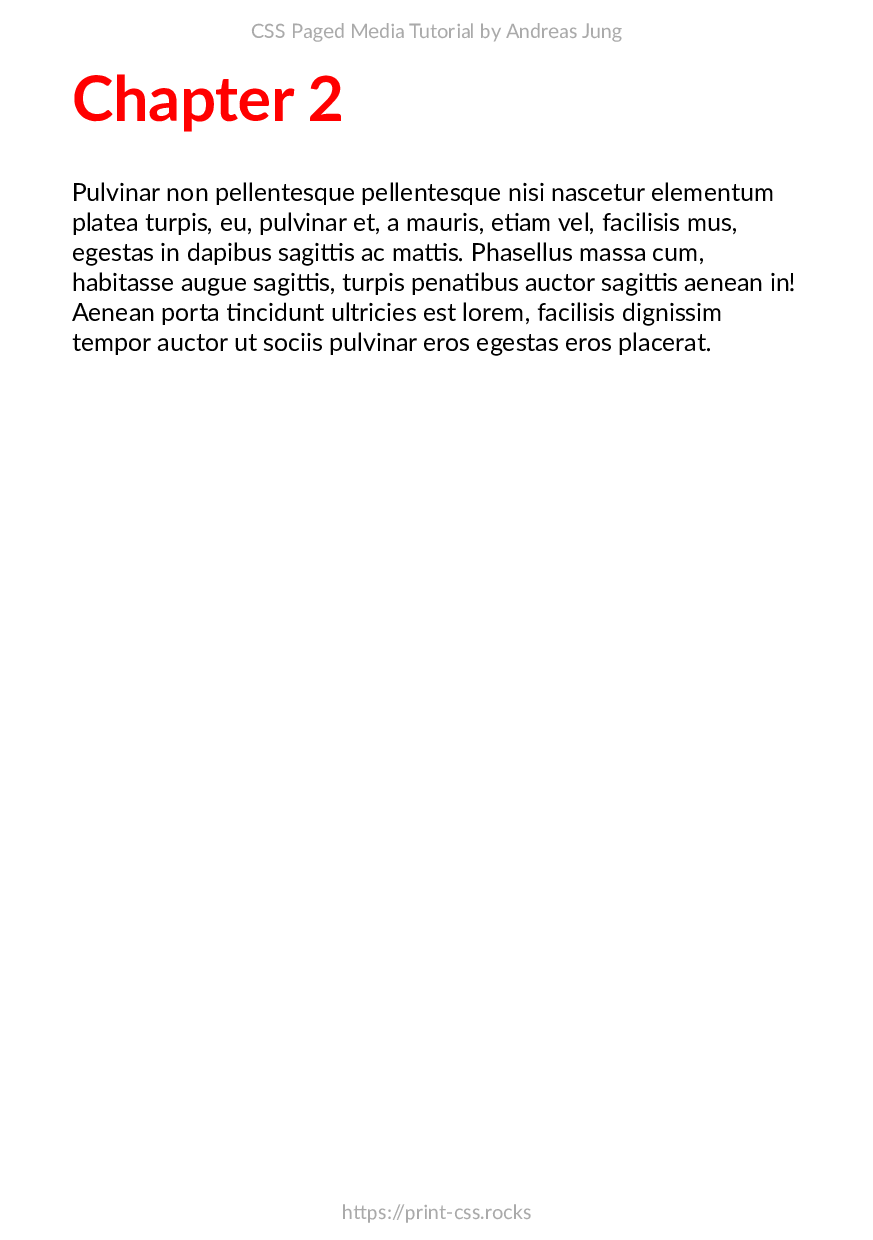 CSS Paged Media Tutorial by Andreas Jung
Chapter 2
Pulvinar non pellentesque pellentesque nisi nascetur elementum
platea turpis, eu, pulvinar et, a mauris, etiam vel, facilisis mus,
egestas in dapibus sagittis ac mattis. Phasellus massa cum,
habitasse augue sagittis, turpis penatibus auctor sagittis aenean in!
Aenean porta tincidunt ultricies est lorem, facilisis dignissim
tempor auctor ut sociis pulvinar eros egestas eros placerat.
https://print-css.rocks